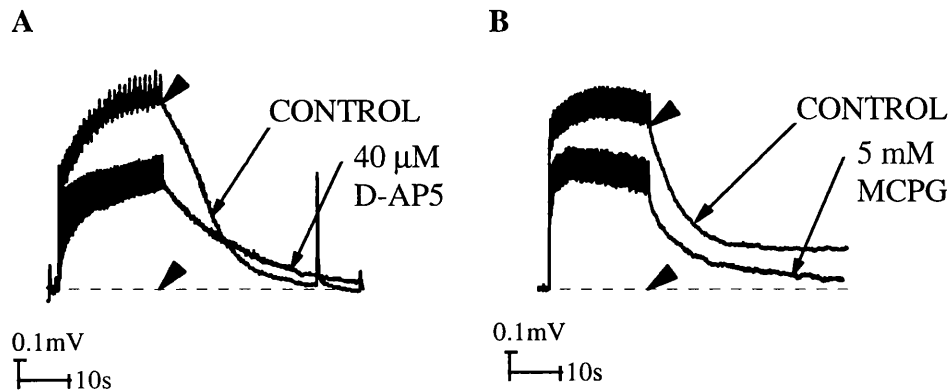 A
CONTROL
40 μM
D-AP5
0.1mV
10s
B
CONTROL
5 mM
MCPG
0.1mV
10s